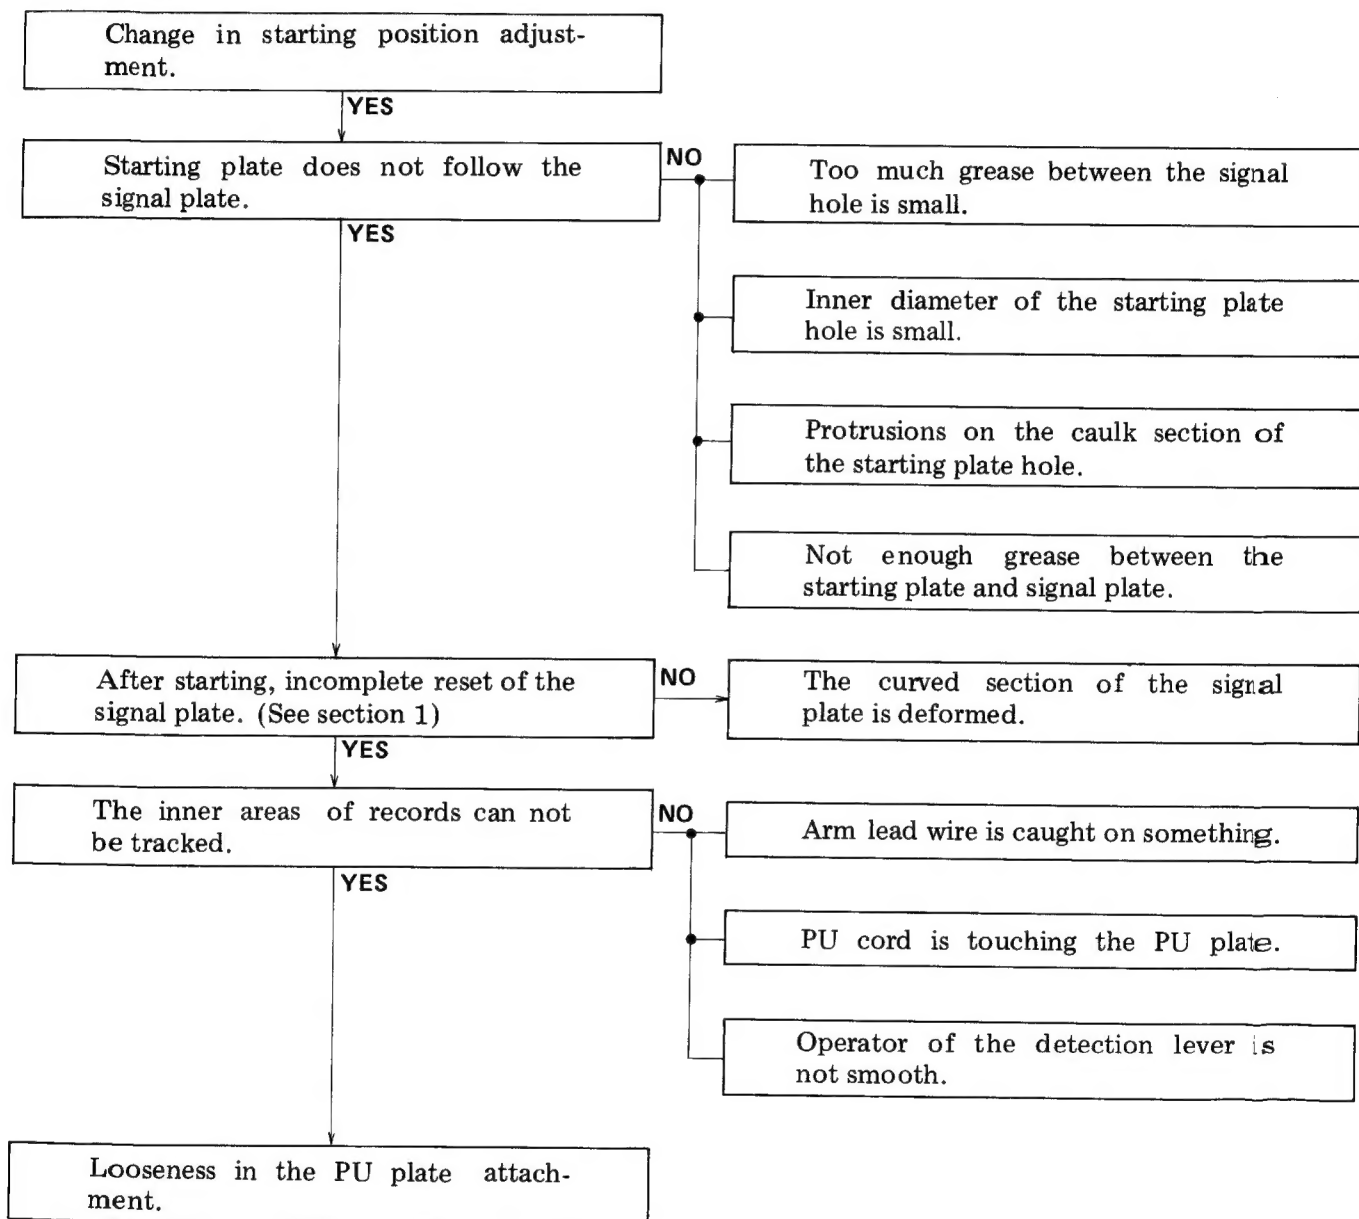 Change in starting position adjust-
ment.
YES
Starting plate does not follow the
signal plate.
NO
Too much grease between the signal
hole is small.
YES
Inner diameter of the starting plate
hole is small.
Protrusions on the caulk section of
the starting plate hole.
Not enough grease between the
starting plate and signal plate.
After starting, incomplete reset of the
signal plate. (See section 1)
NO
The curved section of the signal
plate is deformed.
YES
The inner areas of records can not
be tracked.
NO
Arm lead wire is caught on something.
YES
PU cord is touching the PU plate.
Operator of the detection lever is
not smooth.
Looseness in the PU plate attach-
ment.